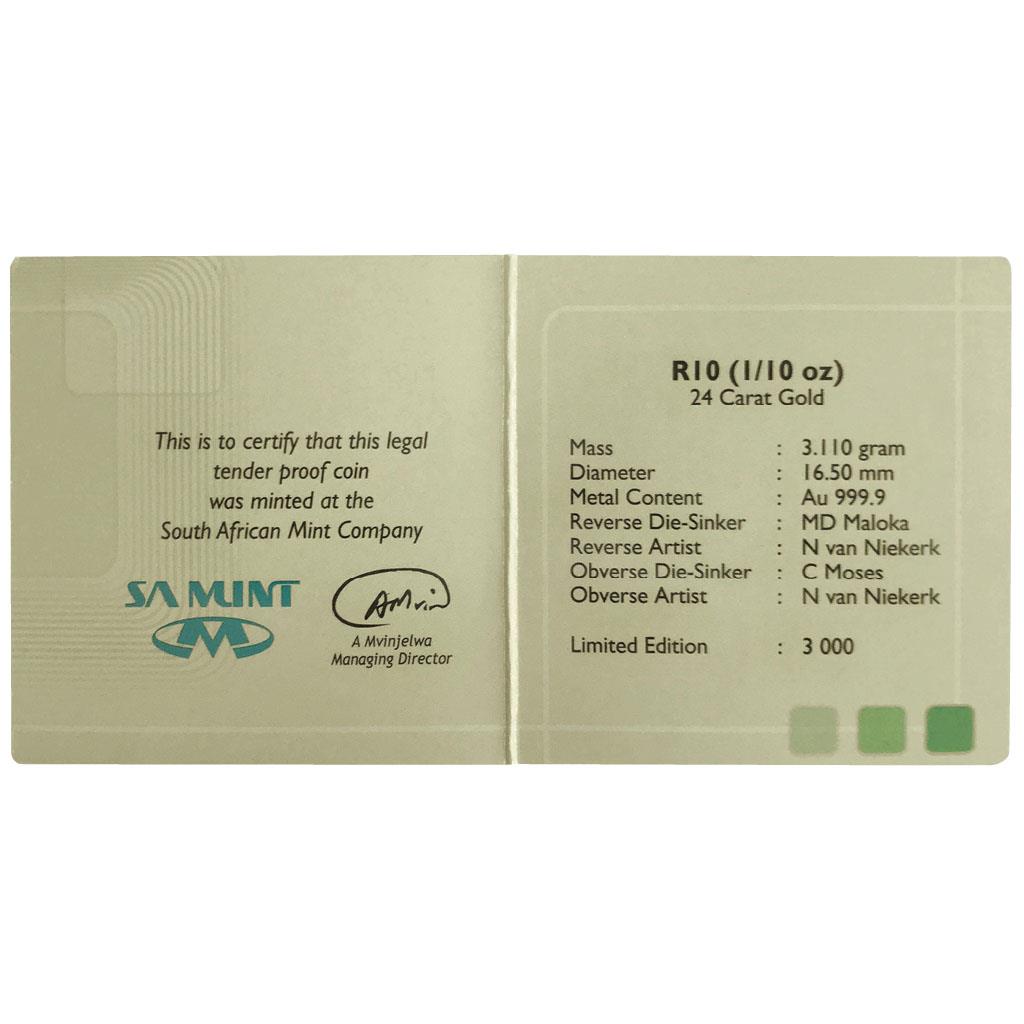 This is to certify that this legal
tender proof coin
was minted at the
South African Mint Company
SA MINT
A Mvinjelwa
Managing Director
R10 (1/10 oz)
24 Carat Gold
Mass : 3.110 gram
Diameter : 16.50 mm
Metal Content : Au 999.9
Reverse Die-Sinker : MD Maloka
Reverse Artist : N van Niekerk
Obverse Die-Sinker : C Moses
Obverse Artist : N van Niekerk
Limited Edition : 3 000